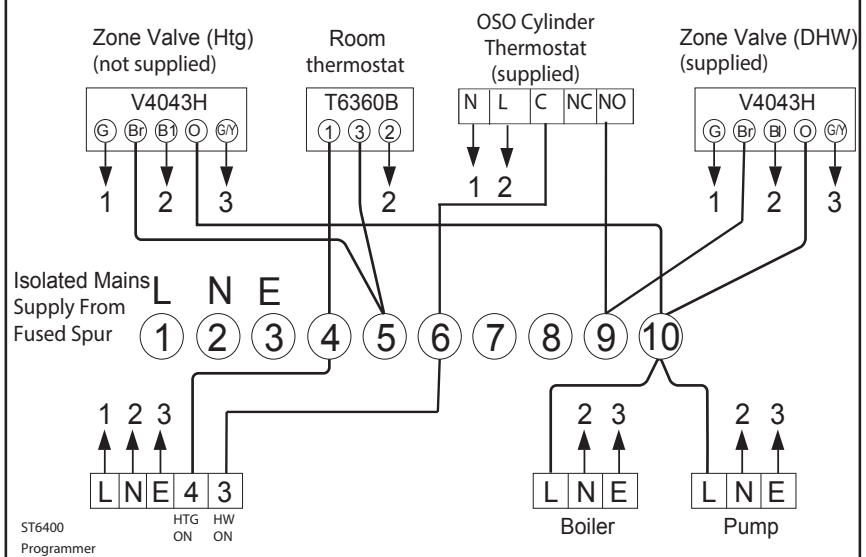 Zone Valve (Htg)
(not supplied)
V4043H
G Br B1 O G/Y
1 2 3
Room
thermostat
T6360B
1 3 2
2
OSO Cylinder
Thermostat
(supplied)
N L C NC NO
1 2
Zone Valve (DHW)
(supplied)
V4043H
G Br Bl O G/Y
1 2 3
Isolated Mains
Supply From
Fused Spur
L N E
1 2 3 4 5 6 7 8 9 10
1 2 3
L N E 4 3
HTG ON
HW ON
ST6400
Programmer
2 3
L N E
Boiler
2 3
L N E
Pump